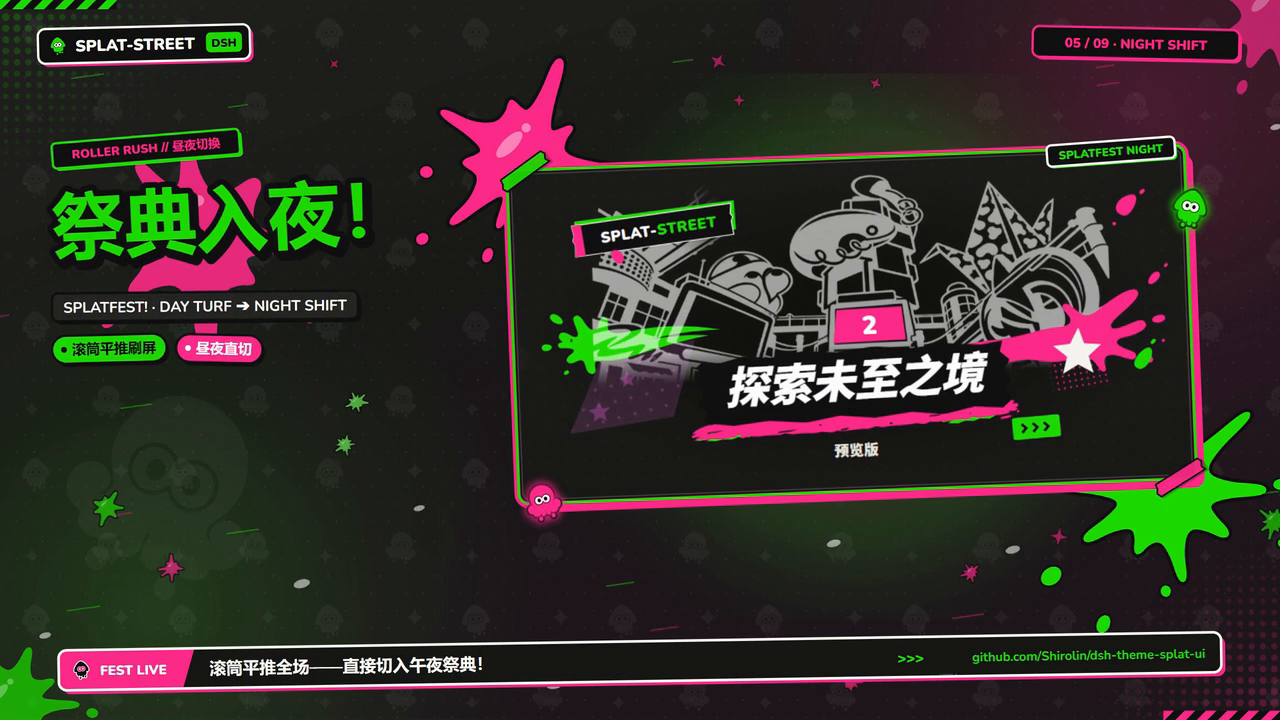 SPLAT-STREET DSH
05 / 09 · NIGHT SHIFT
ROLLER RUSH // 昼夜切换
祭典入夜！
SPLATFEST! · DAY TURF ➔ NIGHT SHIFT
• 滚筒平推刷屏
• 昼夜直切
SPLATFEST NIGHT
SPLAT-STREET
2
探索未至之境
>>>
预览版
FEST LIVE
滚筒平推全场——直接切入午夜祭典！
>>>
github.com/Shirolin/dsh-theme-splat-ui